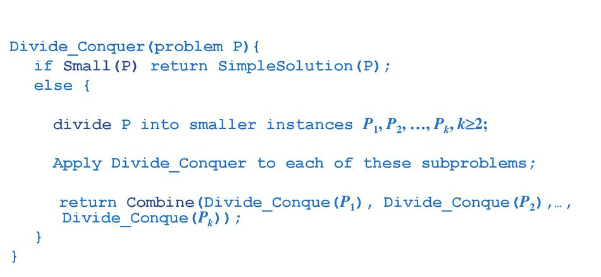 Divide_Conquer(problem P){
if Small(P) return SimpleSolution(P);
else {
divide P into smaller instances P₁, P₂, …, Pₖ, k≥2;
Apply Divide_Conquer to each of these subproblems;
return Combine(Divide_Conque(P₁), Divide_Conque(P₂),…,
Divide_Conque(Pₖ));
}
}